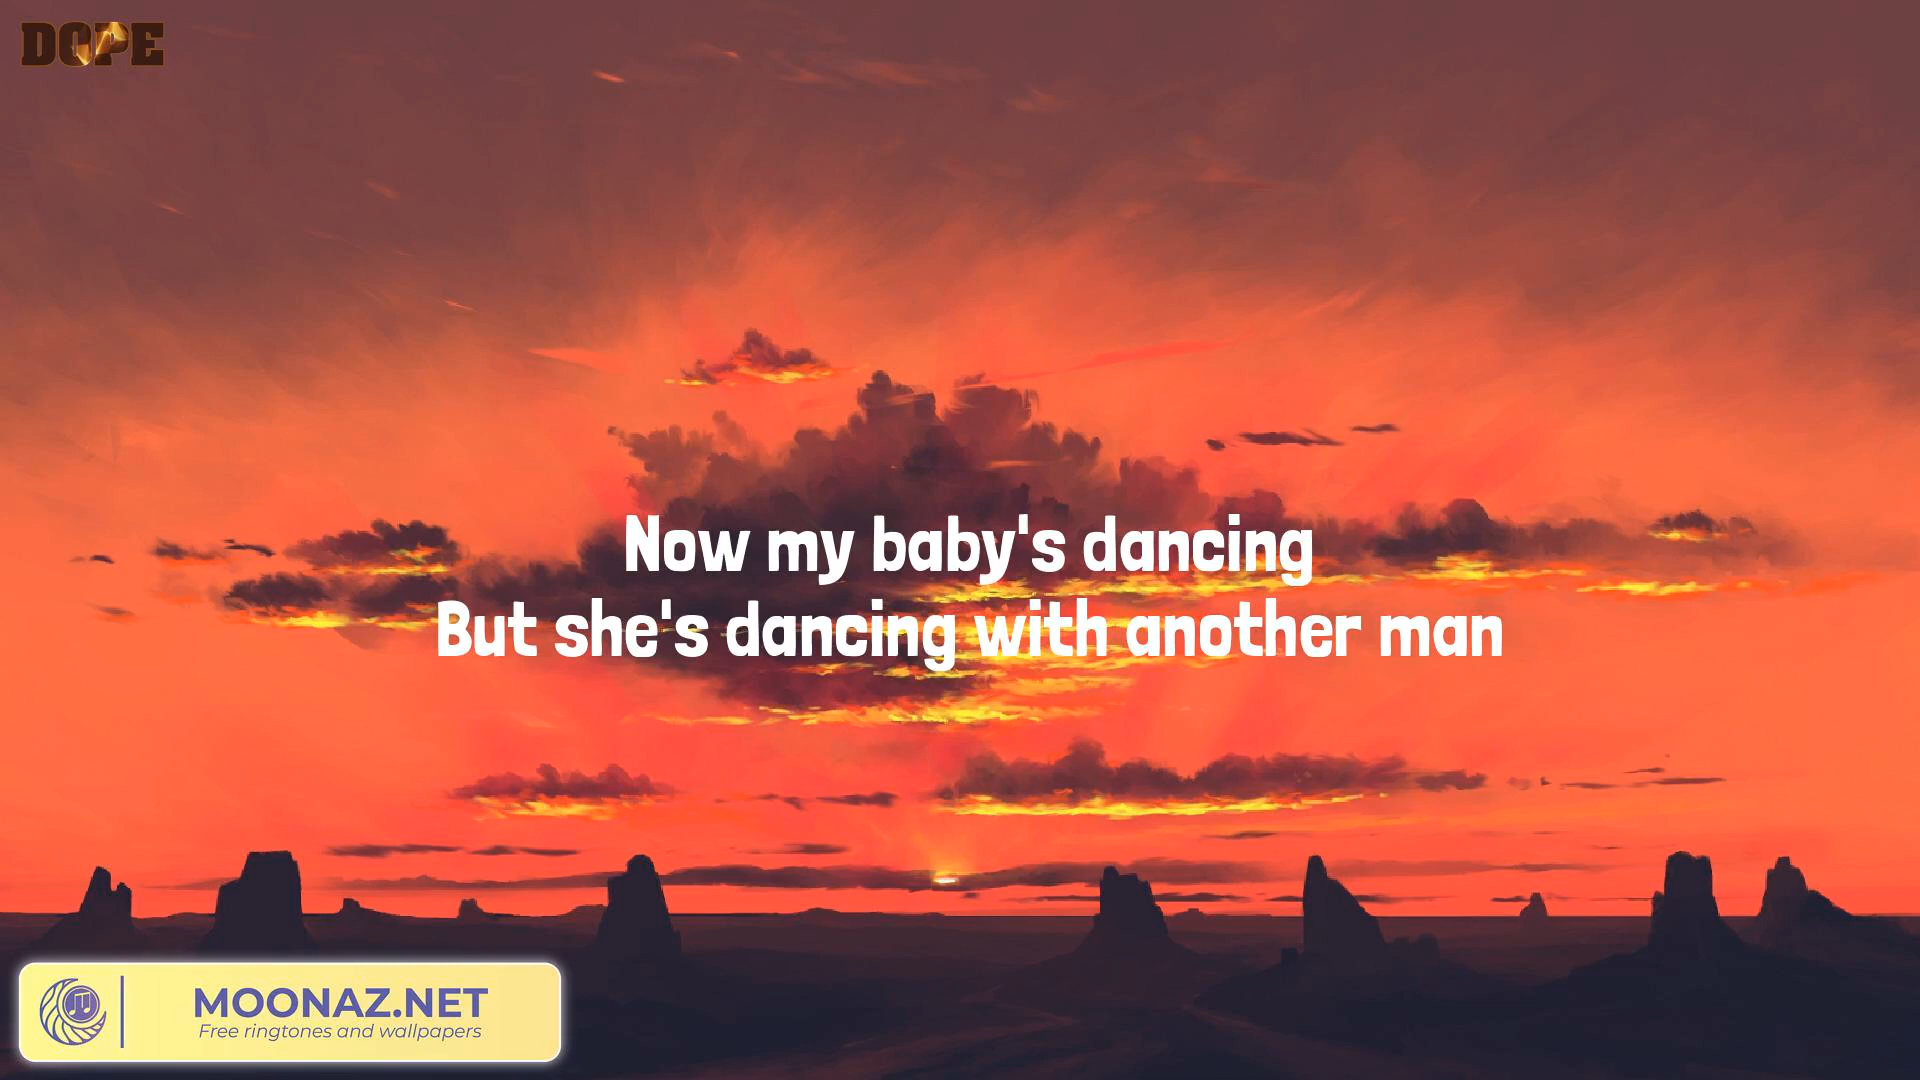 DOPE
Now my baby's dancing
But she's dancing with another man
MOONAZ.NET
Free ringtones and wallpapers